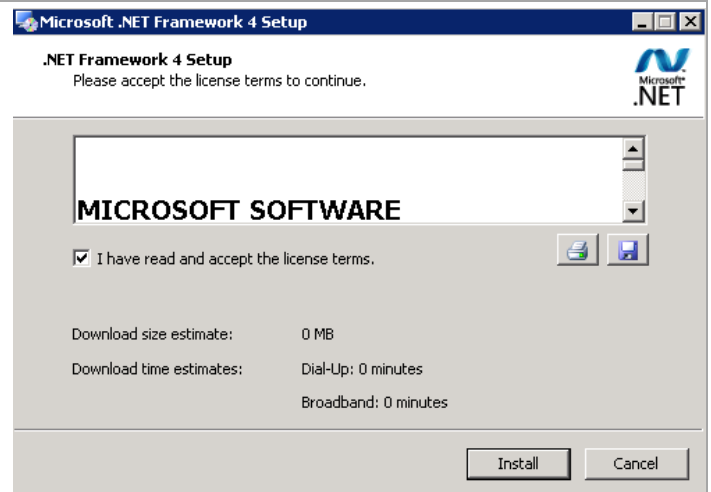 Microsoft .NET Framework 4 Setup
.NET Framework 4 Setup
Please accept the license terms to continue.
Microsoft®
.NET
MICROSOFT SOFTWARE
I have read and accept the license terms.
Download size estimate: 0 MB
Download time estimates: Dial-Up: 0 minutes
Broadband: 0 minutes
Install Cancel